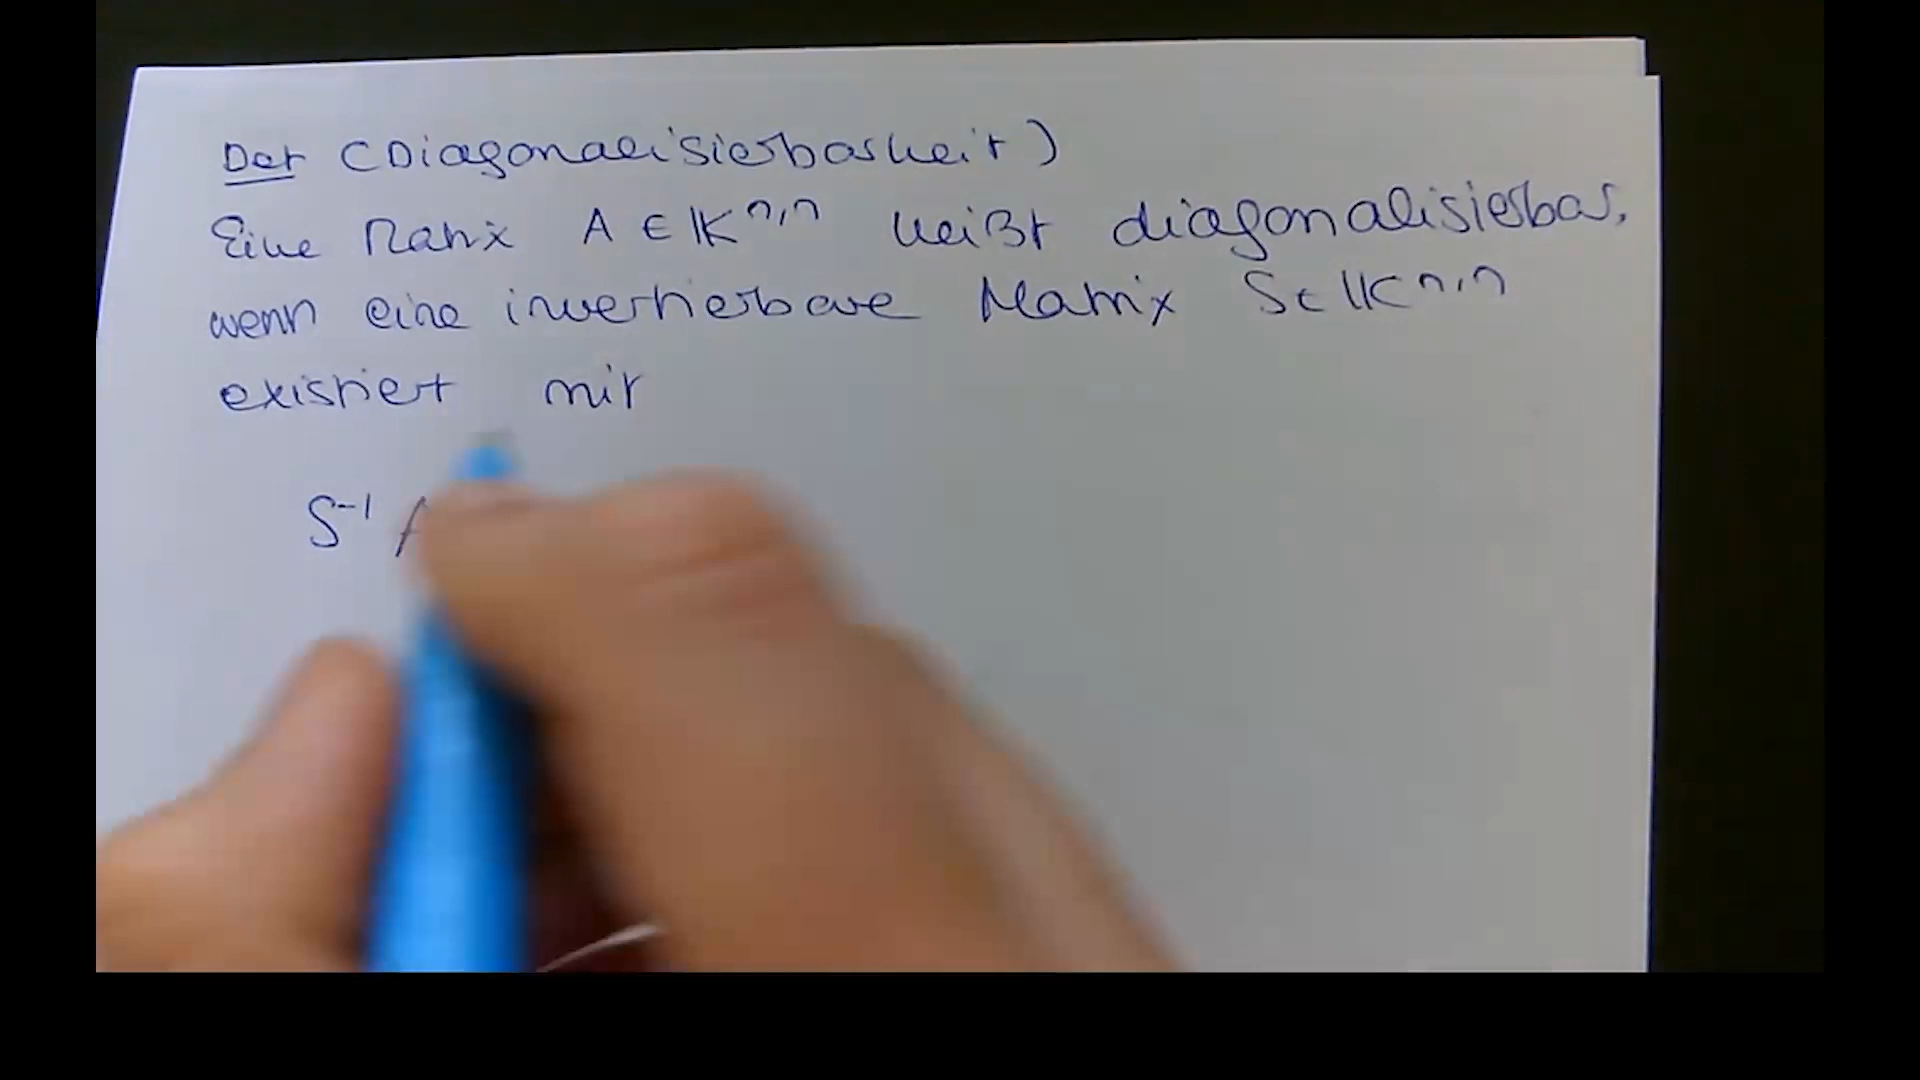 Def (Diagonalisierbarkeit)
Eine Matrix A ∈ 𝕂ⁿ,ⁿ heißt diagonalisierbar,
wenn eine invertierbare Matrix S ∈ 𝕂ⁿ,ⁿ
existiert mit
S⁻¹